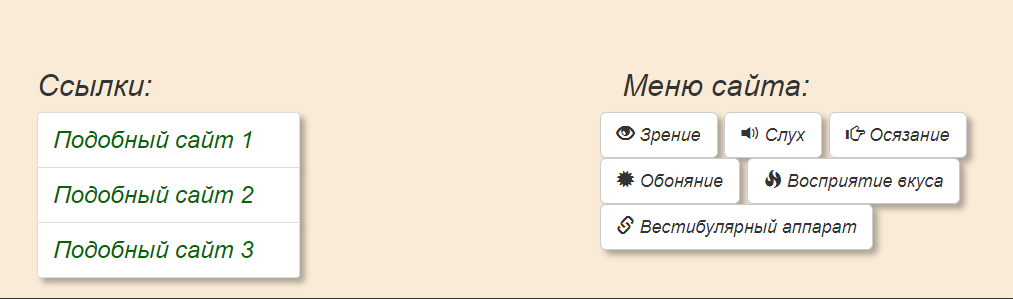 Ссылки:
Подобный сайт 1
Подобный сайт 2
Подобный сайт 3
Меню сайта:
Зрение Слух Осязание
Обоняние Восприятие вкуса
Вестибулярный аппарат